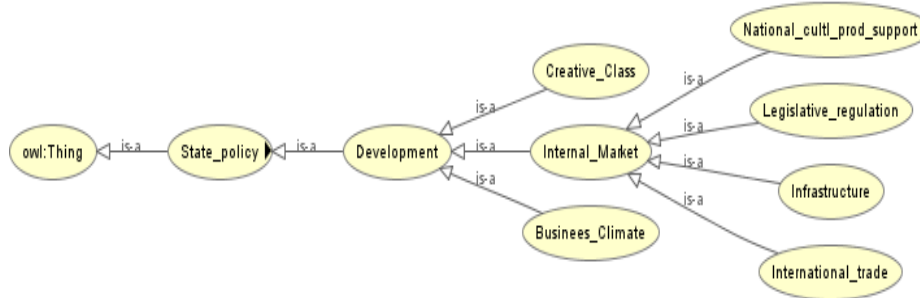 National_cultl_prod_support
is-a
Creative_Class
is-a
is-a
Legislative_regulation
is-a
owl:Thing
is-a
State_policy
is-a
Development
is-a
Internal_Market
is-a
Infrastructure
is-a
Businees_Climate
is-a
International_trade